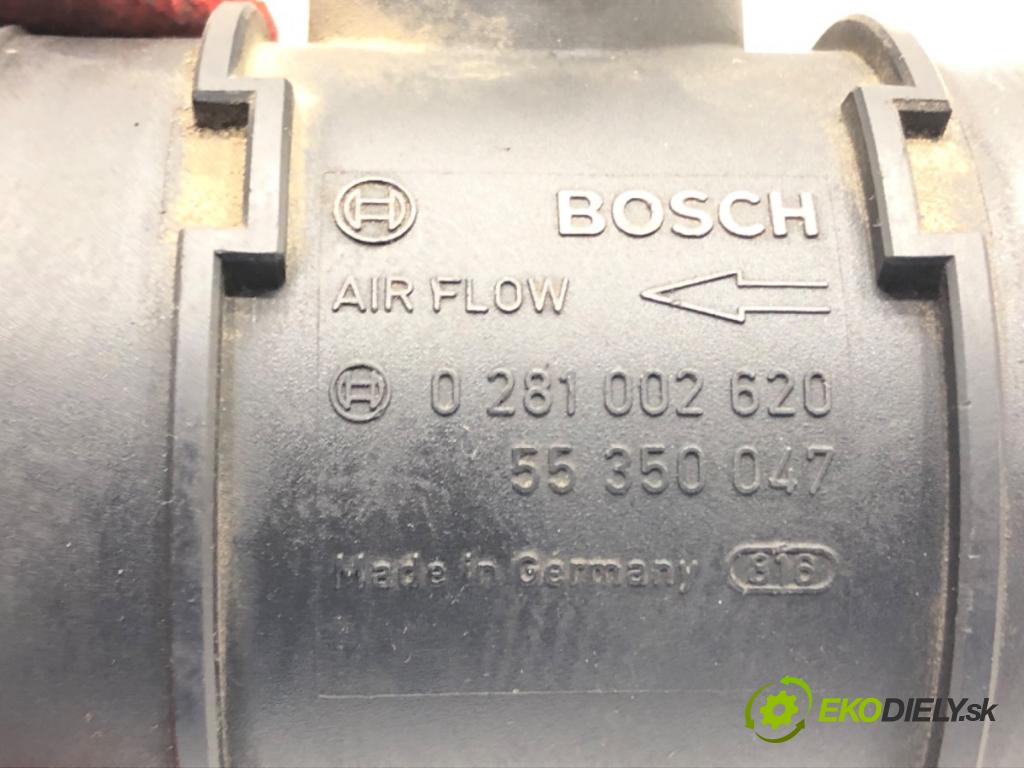 BOSCH
AIR FLOW
0 281 002 620
55 350 047
Made in Germany 316
EKODIELY.sk